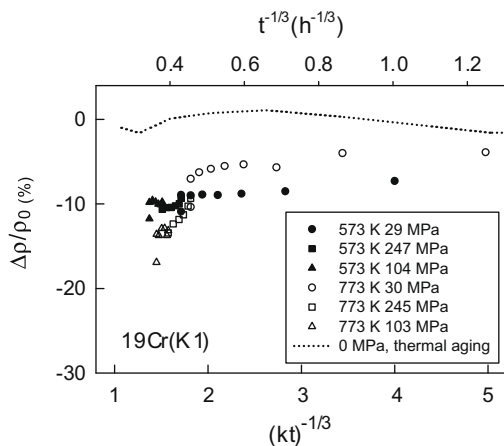 t^{-1/3}(h^{-1/3})
0.4 0.6 0.8 1.0 1.2
Δρ/ρ₀ (%)
0
-10
-20
-30
573 K 29 MPa
573 K 247 MPa
573 K 104 MPa
773 K 30 MPa
773 K 245 MPa
773 K 103 MPa
0 MPa, thermal aging
19Cr(K1)
1 2 3 4 5
(kt)^{-1/3}